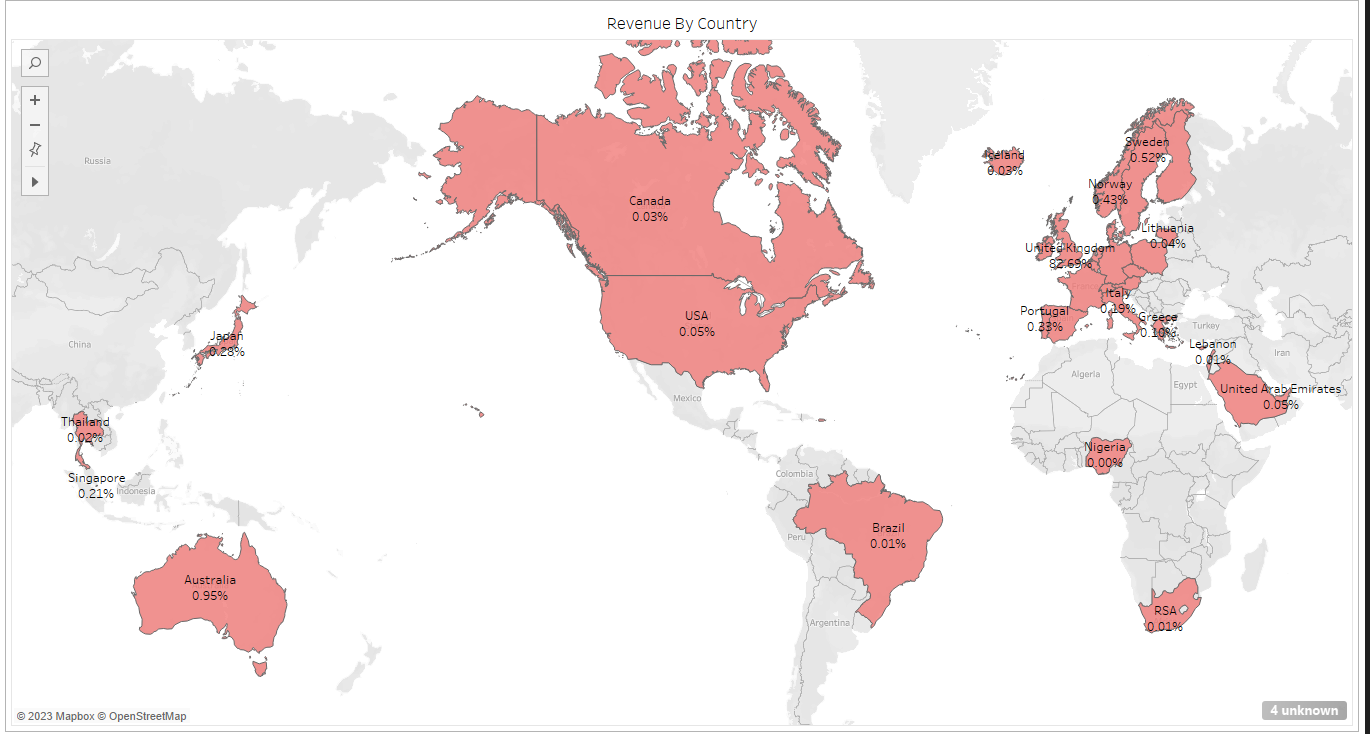 Revenue By Country
Russia
China
Japan
0.28%
Thailand
0.02%
Singapore
0.21%
Indonesia
Australia
0.95%
Canada
0.03%
USA
0.05%
Mexico
Colombia
Peru
Brazil
0.01%
Argentina
Iceland
0.03%
Sweden
0.52%
Norway
0.43%
Lithuania
0.04%
United Kingdom
82.69%
France
Italy
0.19%
Portugal
0.33%
Greece
0.10%
Turkey
Lebanon
0.01%
Iran
Algeria
Egypt
United Arab Emirates
0.05%
Nigeria
0.00%
RSA
0.01%
© 2023 Mapbox © OpenStreetMap
4 unknown